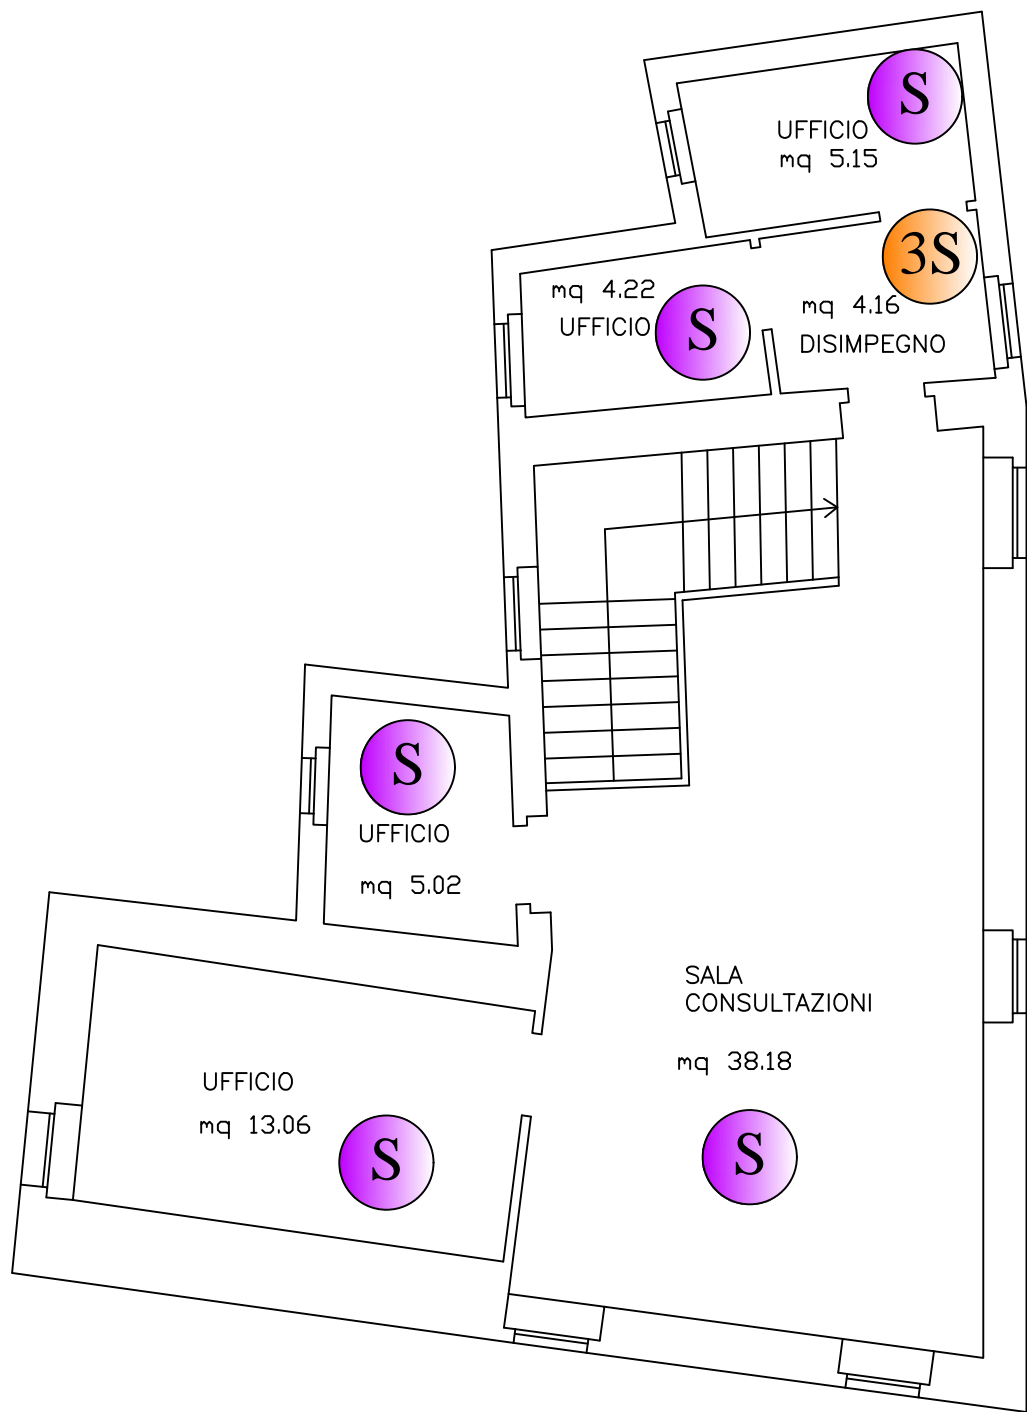 S
UFFICIO
mq 5.15
3S
mq 4.22
UFFICIO
S
mq 4.16
DISIMPEGNO
S
UFFICIO
mq 5.02
SALA
CONSULTAZIONI
mq 38.18
UFFICIO
mq 13.06
S
S